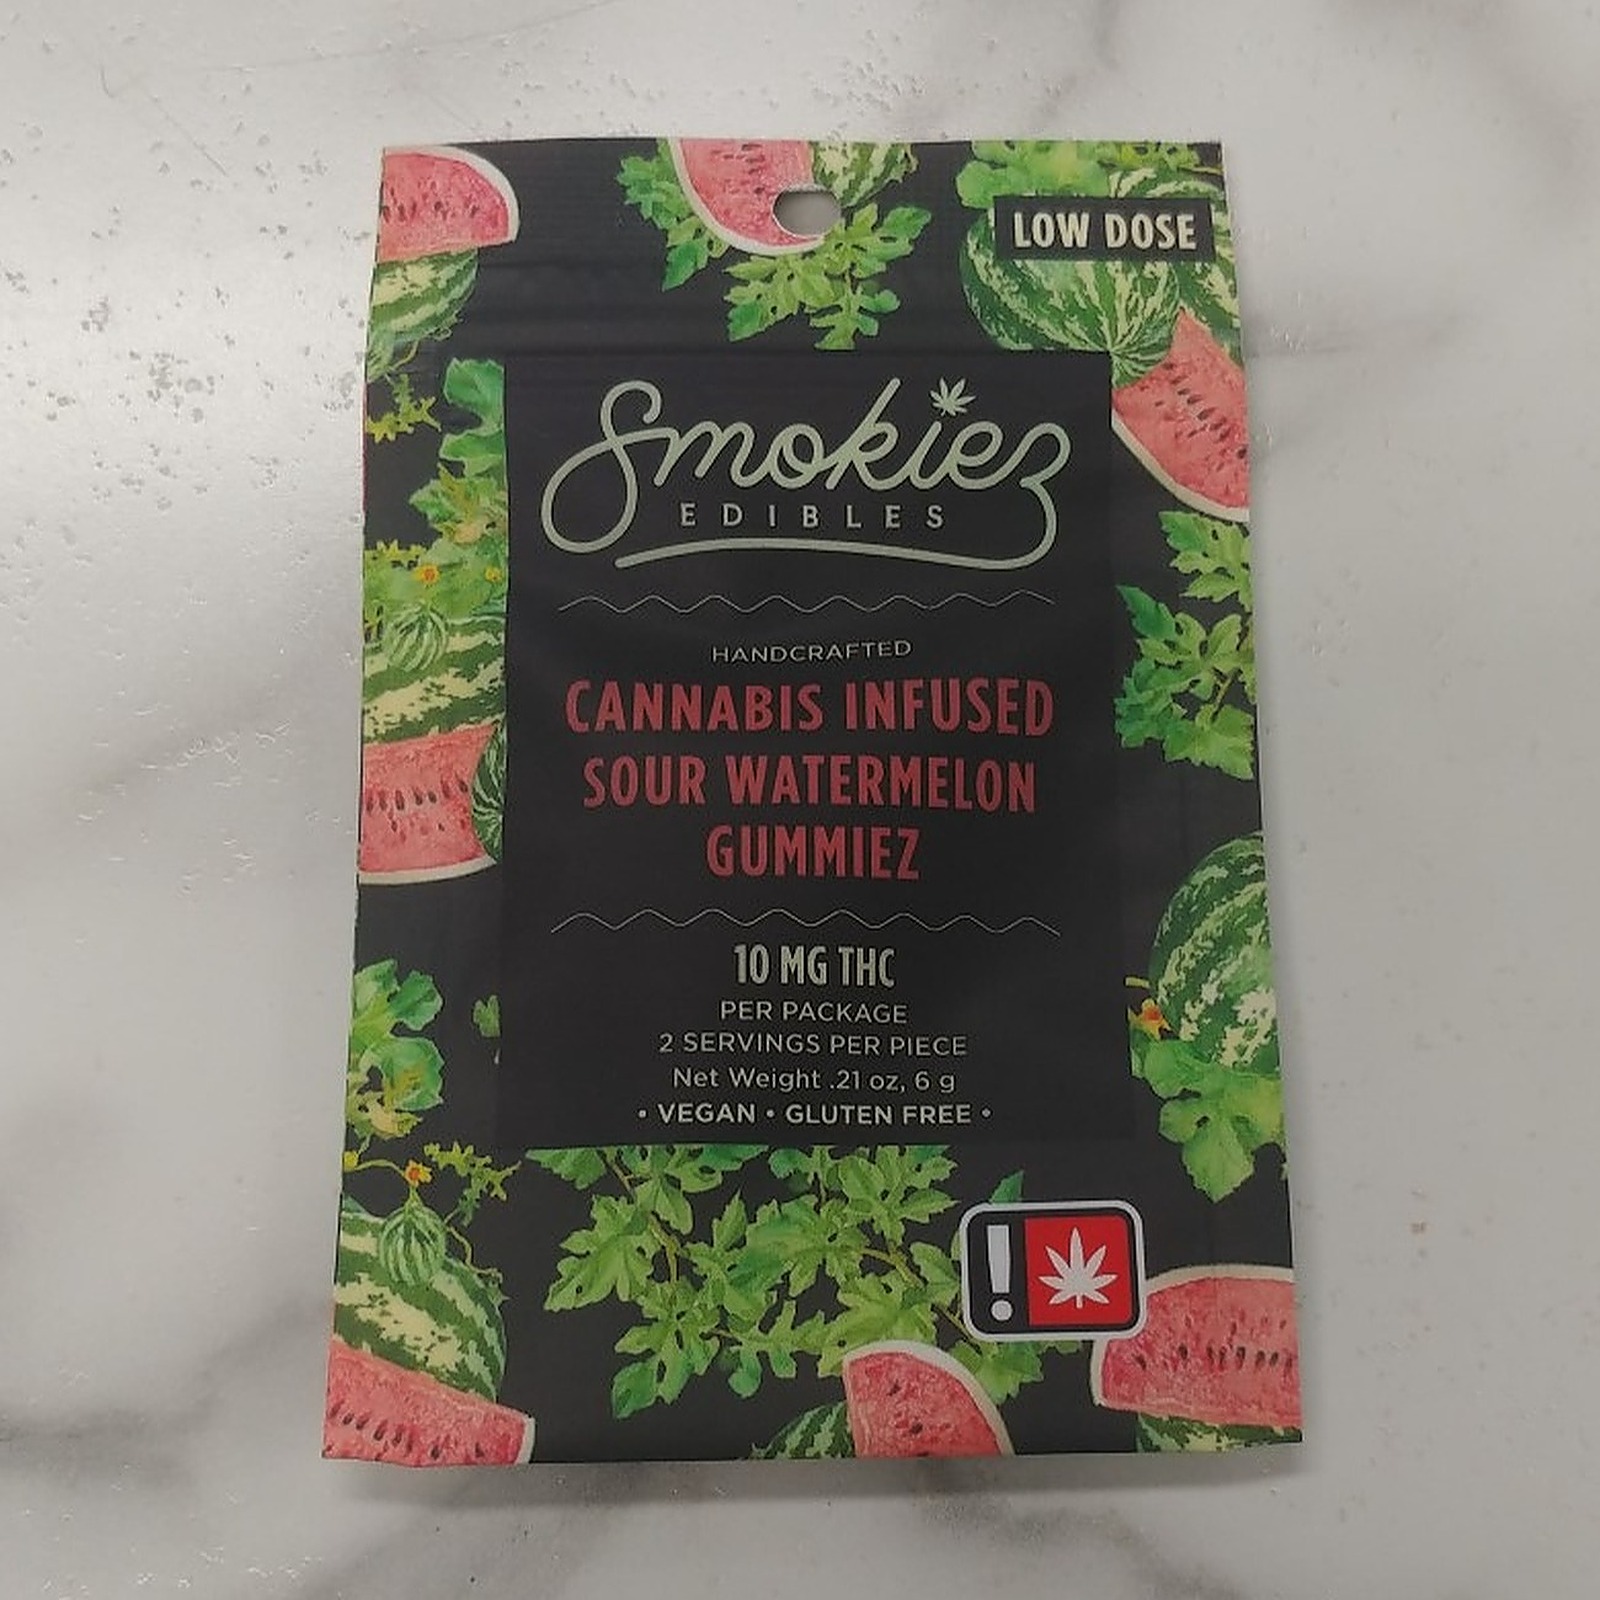 LOW DOSE
Smokiez
EDIBLES
HANDCRAFTED
CANNABIS INFUSED
SOUR WATERMELON
GUMMIEZ
10 MG THC
PER PACKAGE
2 SERVINGS PER PIECE
Net Weight .21 oz, 6 g
• VEGAN • GLUTEN FREE •
!